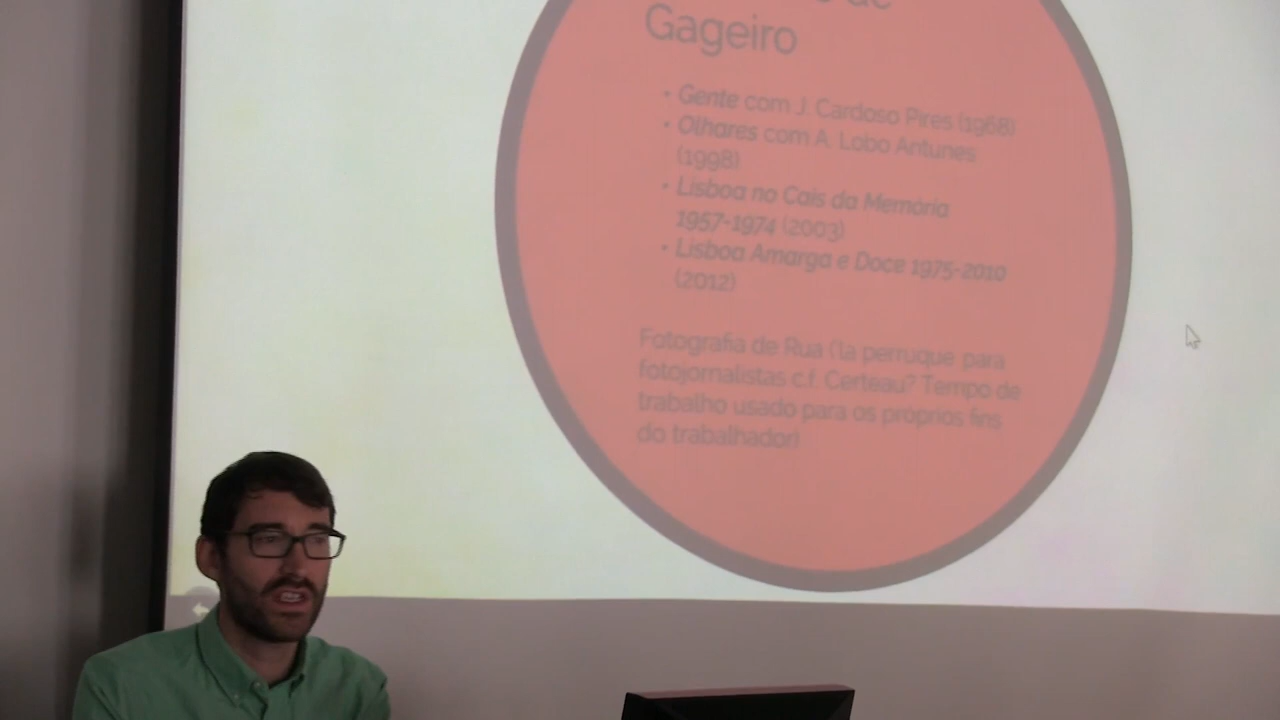 de
Gageiro
• Gente com J. Cardoso Pires (1968)
• Olhares com A. Lobo Antunes
(1998)
• Lisboa no Cais da Memória
1957-1974 (2003)
• Lisboa Amarga e Doce 1975-2010
(2012)
Fotografia de Rua ('la perruque para
fotojornalistas c.f. Certeau? Tempo de
trabalho usado para os próprios fins
do trabalhador)